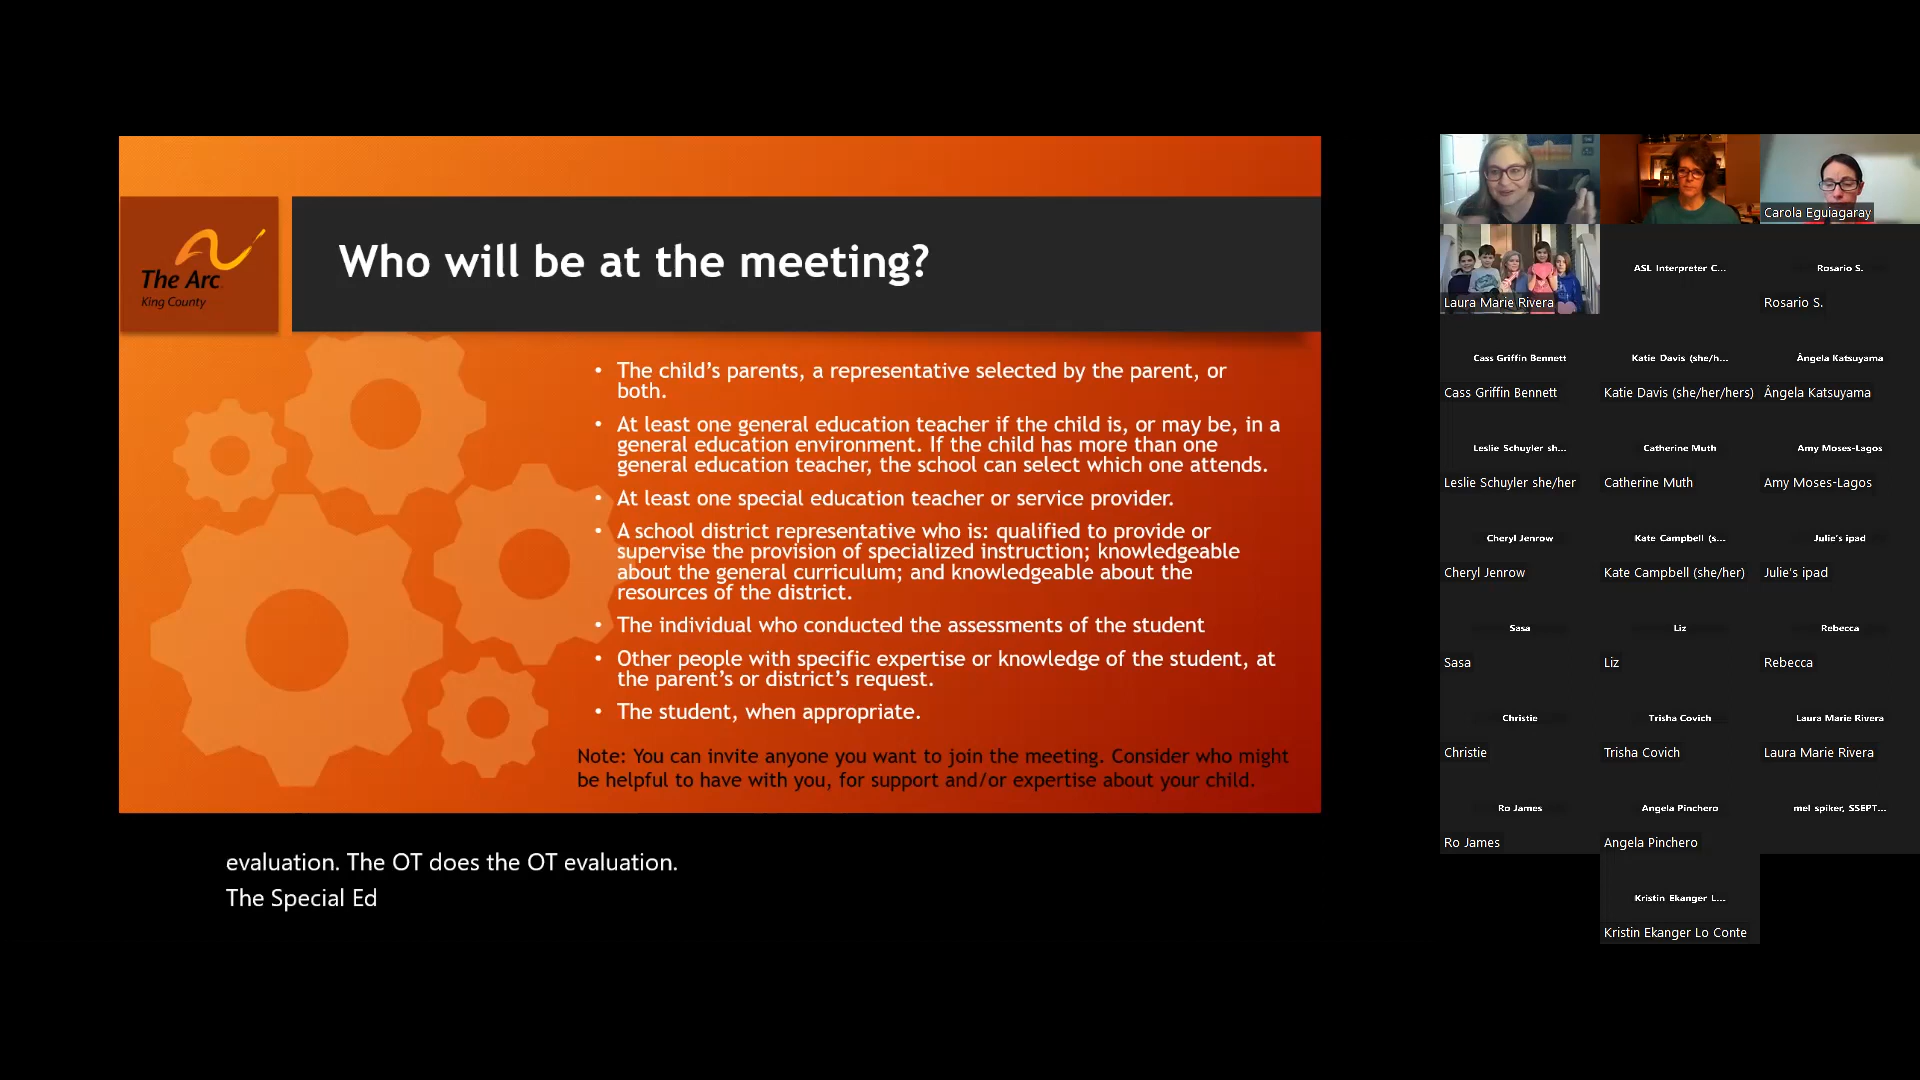 The Arc
King County
Who will be at the meeting?
• The child's parents, a representative selected by the parent, or
both.
• At least one general education teacher if the child is, or may be, in a
general education environment. If the child has more than one
general education teacher, the school can select which one attends.
• At least one special education teacher or service provider.
• A school district representative who is: qualified to provide or
supervise the provision of specialized instruction; knowledgeable
about the general curriculum; and knowledgeable about the
resources of the district.
• The individual who conducted the assessments of the student
• Other people with specific expertise or knowledge of the student, at
the parent's or district's request.
• The student, when appropriate.
Note: You can invite anyone you want to join the meeting. Consider who might
be helpful to have with you, for support and/or expertise about your child.
evaluation. The OT does the OT evaluation.
The Special Ed
Carola Eguiagaray
Laura Marie Rivera
ASL Interpreter C...
Rosario S.
Rosario S.
Cass Griffin Bennett
Cass Griffin Bennett
Katie Davis (she/h...
Katie Davis (she/her/hers)
Ângela Katsuyama
Ângela Katsuyama
Leslie Schuyler sh...
Leslie Schuyler she/her
Catherine Muth
Catherine Muth
Amy Moses-Lagos
Amy Moses-Lagos
Cheryl Jenrow
Cheryl Jenrow
Kate Campbell (s...
Kate Campbell (she/her)
Julie's ipad
Julie's ipad
Sasa
Sasa
Liz
Liz
Rebecca
Rebecca
Christie
Christie
Trisha Covich
Trisha Covich
Laura Marie Rivera
Laura Marie Rivera
Ro James
Ro James
Angela Pinchero
Angela Pinchero
mel spiker, SSEPT...
Kristin Ekanger L...
Kristin Ekanger Lo Conte